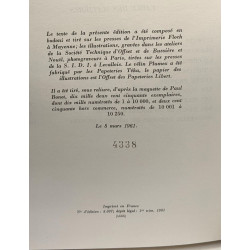 Le texte de la présente édition a été composé en
bodoni et tiré sur les presses de l'Imprimerie Floch
à Mayenne; les illustrations, gravées dans les ateliers
de la Société Technique d'Offset et de Bussière et
Neutl, photograveurs à Paris, tirées sur les presses
de la S. I. D. I. à Levallois. Le vélin Plumex a été
fabriqué par les Papeteries Téka, le papier des
illustrations est l'Offset des Papeteries Libert.
Il a été tiré, sous reliure, d'après la maquette de Paul
Bonet, dix mille deux cent cinquante exemplaires,
dont dix mille numérotés de 1 à 10 000, et deux cent
cinquante hors commerce, numérotés de 10 001 à
10 250.
Le 8 mars 1962.
4338
Imprimé en France